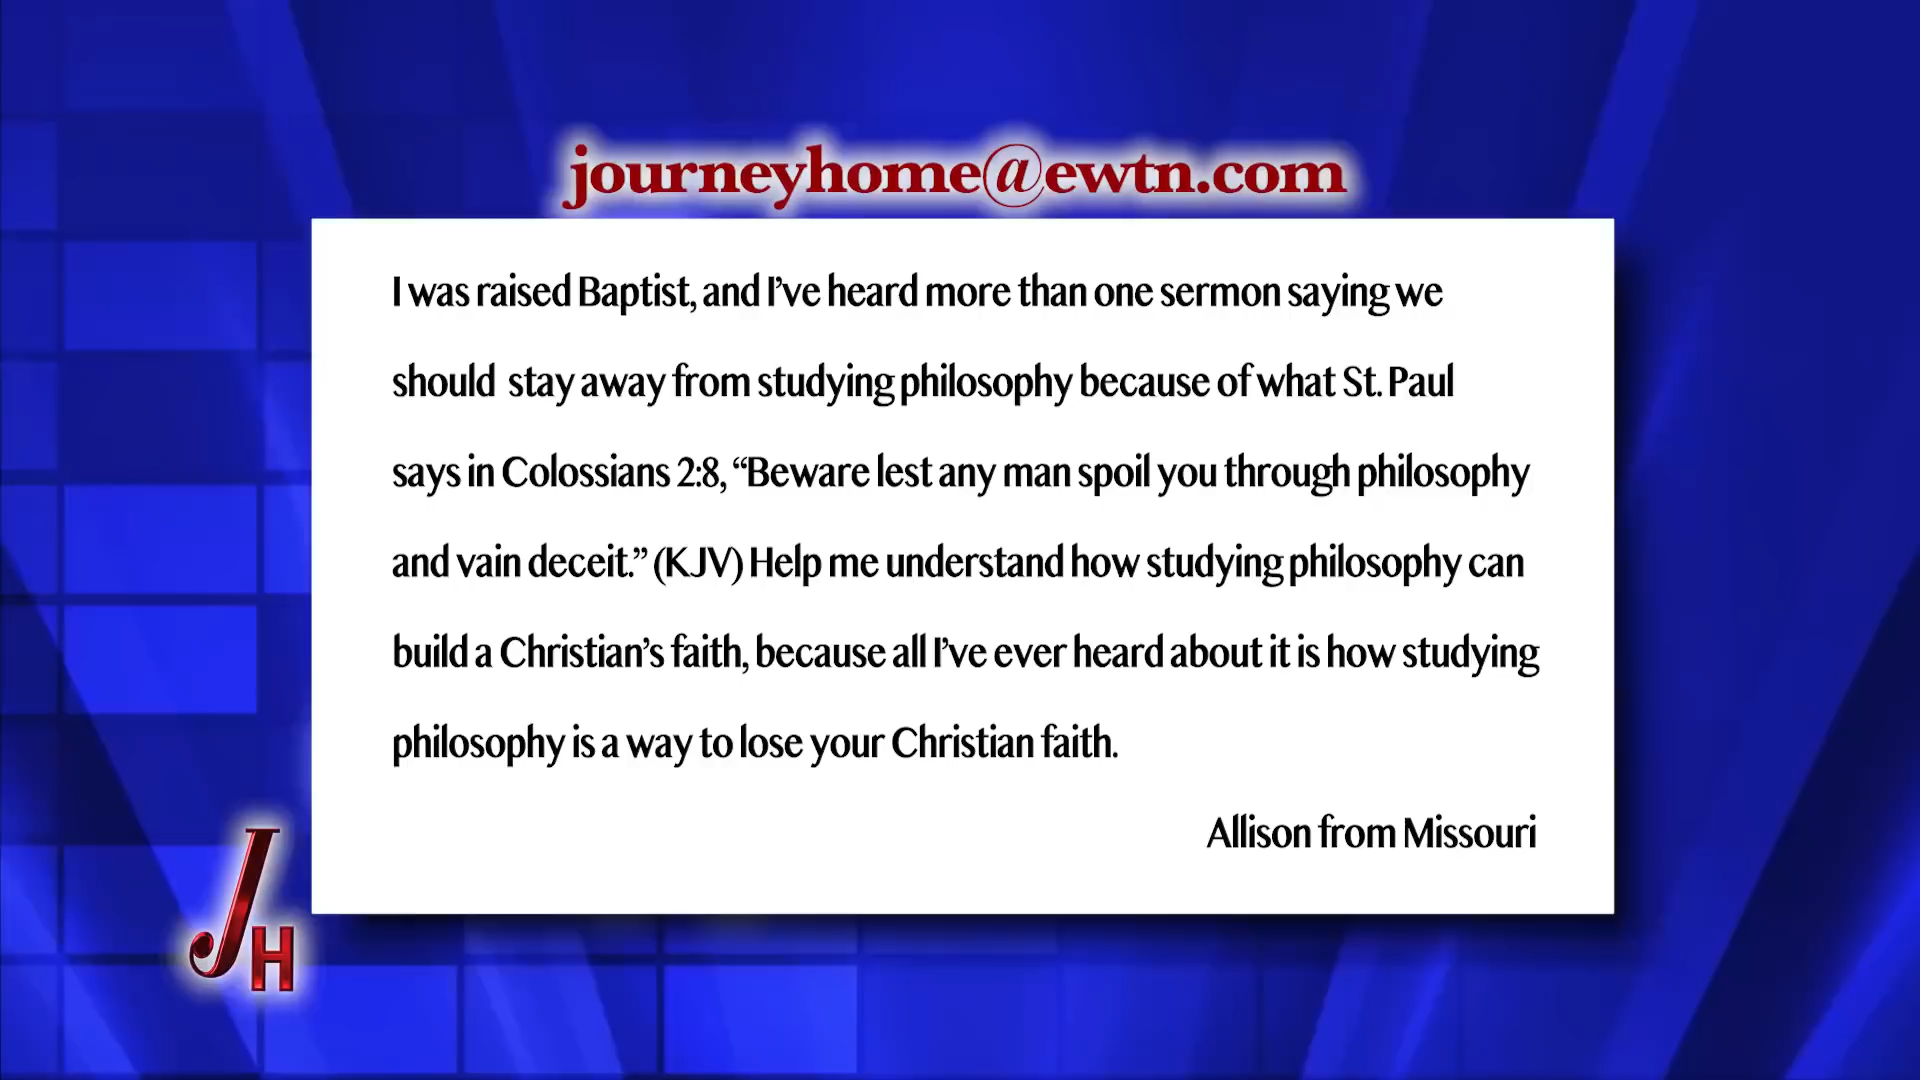 journeyhome@ewtn.com
I was raised Baptist, and I’ve heard more than one sermon saying we
should stay away from studying philosophy because of what St. Paul
says in Colossians 2:8, “Beware lest any man spoil you through philosophy
and vain deceit.” (KJV) Help me understand how studying philosophy can
build a Christian’s faith, because all I’ve ever heard about it is how studying
philosophy is a way to lose your Christian faith.
Allison from Missouri
JH